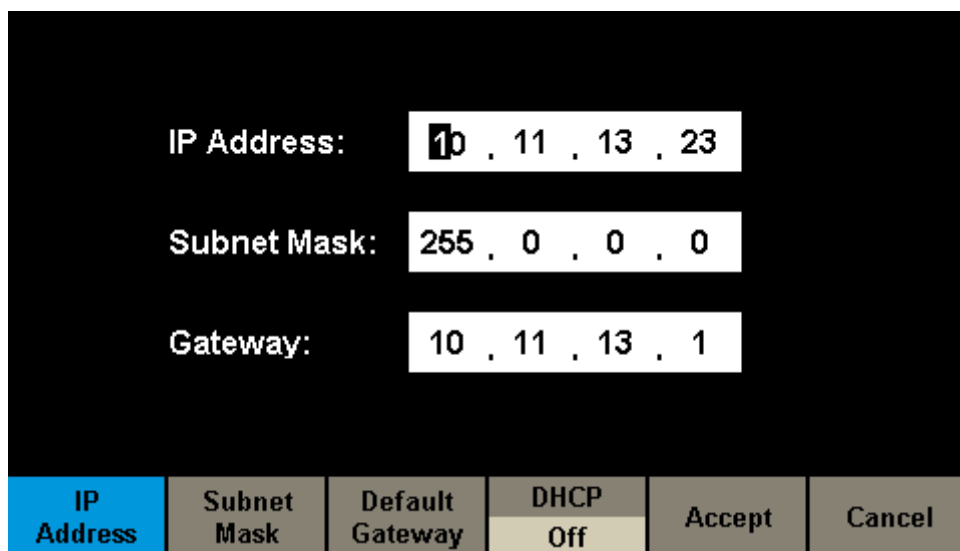 IP Address: 10 . 11 . 13 . 23
Subnet Mask: 255 . 0 . 0 . 0
Gateway: 10 . 11 . 13 . 1
IP Subnet Default DHCP Accept Cancel
Address Mask Gateway Off